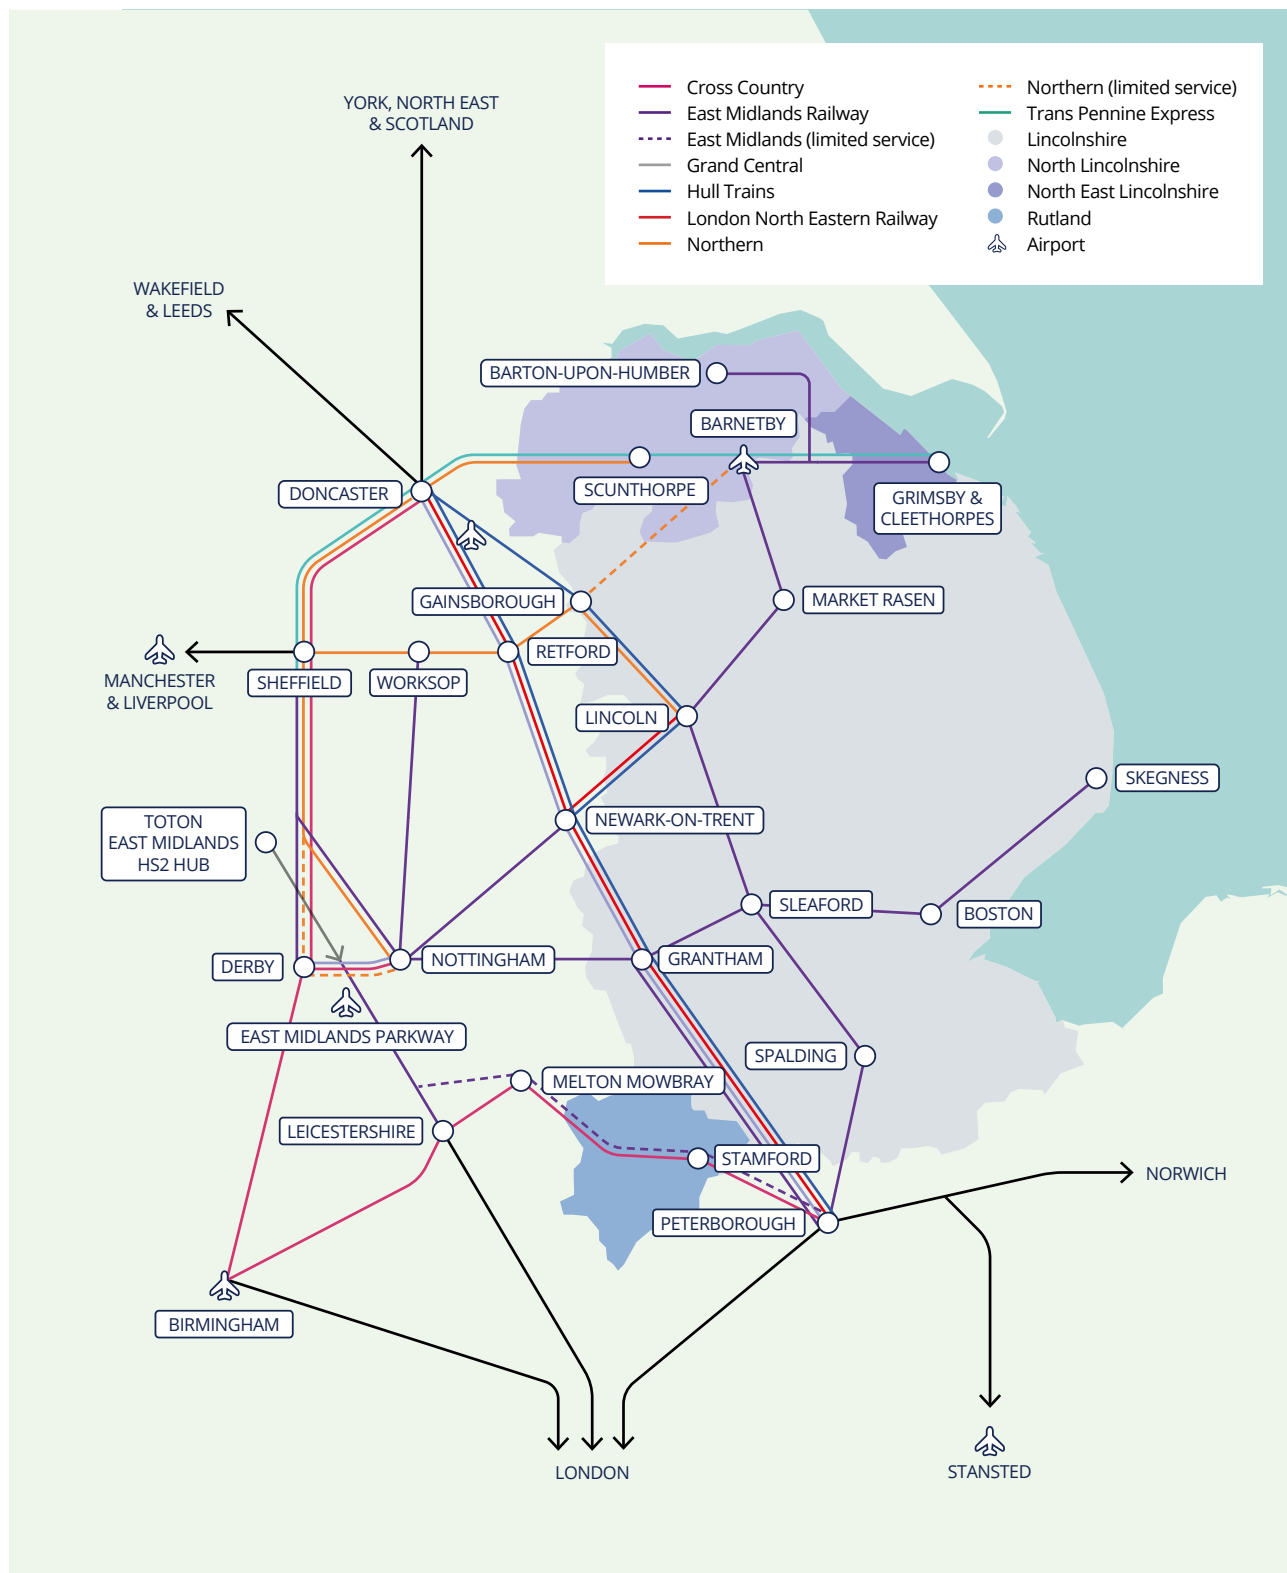 Cross Country
East Midlands Railway
East Midlands (limited service)
Grand Central
Hull Trains
London North Eastern Railway
Northern
Northern (limited service)
Trans Pennine Express
Lincolnshire
North Lincolnshire
North East Lincolnshire
Rutland
Airport
YORK, NORTH EAST
& SCOTLAND
WAKEFIELD
& LEEDS
BARTON-UPON-HUMBER
BARNETBY
DONCASTER
SCUNTHORPE
GRIMSBY &
CLEETHORPES
GAINSBOROUGH
MARKET RASEN
RETFORD
MANCHESTER
& LIVERPOOL
SHEFFIELD
WORKSOP
LINCOLN
SKEGNESS
TOTON
EAST MIDLANDS
HS2 HUB
NEWARK-ON-TRENT
SLEAFORD
BOSTON
DERBY
NOTTINGHAM
GRANTHAM
EAST MIDLANDS PARKWAY
SPALDING
MELTON MOWBRAY
LEICESTERSHIRE
STAMFORD
NORWICH
PETERBOROUGH
BIRMINGHAM
LONDON
STANSTED